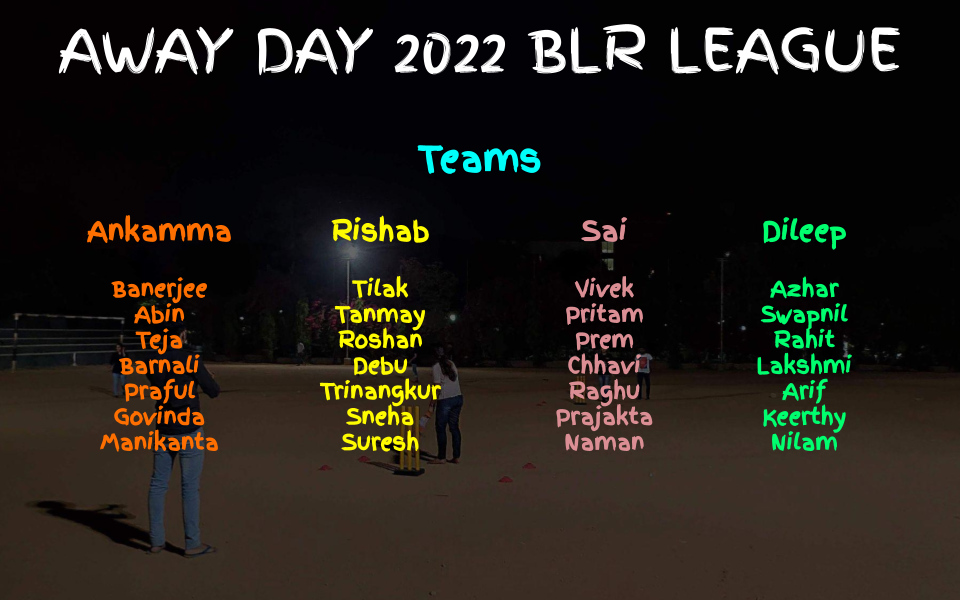 AWAY DAY 2022 BLR LEAGUE
Teams
Ankamma
Banerjee
Abin
Teja
Barnali
Praful
Govinda
Manikanta
Rishab
Tilak
Tanmay
Roshan
Debu
Trinangkur
Sneha
Suresh
Sai
Vivek
Pritam
Prem
Chhavi
Raghu
Prajakta
Naman
Dileep
Azhar
Swapnil
Rahit
Lakshmi
Arif
Keerthy
Nilam